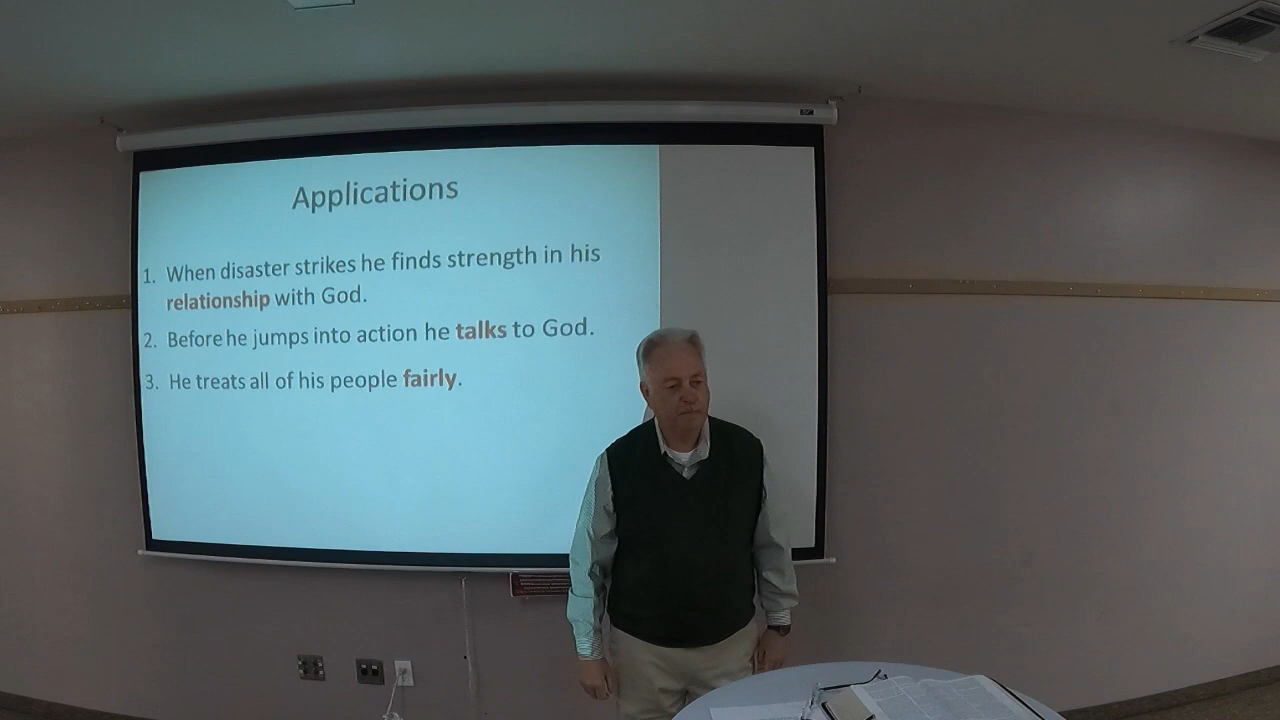 Applications
1. When disaster strikes he finds strength in his
relationship with God.
2. Before he jumps into action he talks to God.
3. He treats all of his people fairly.